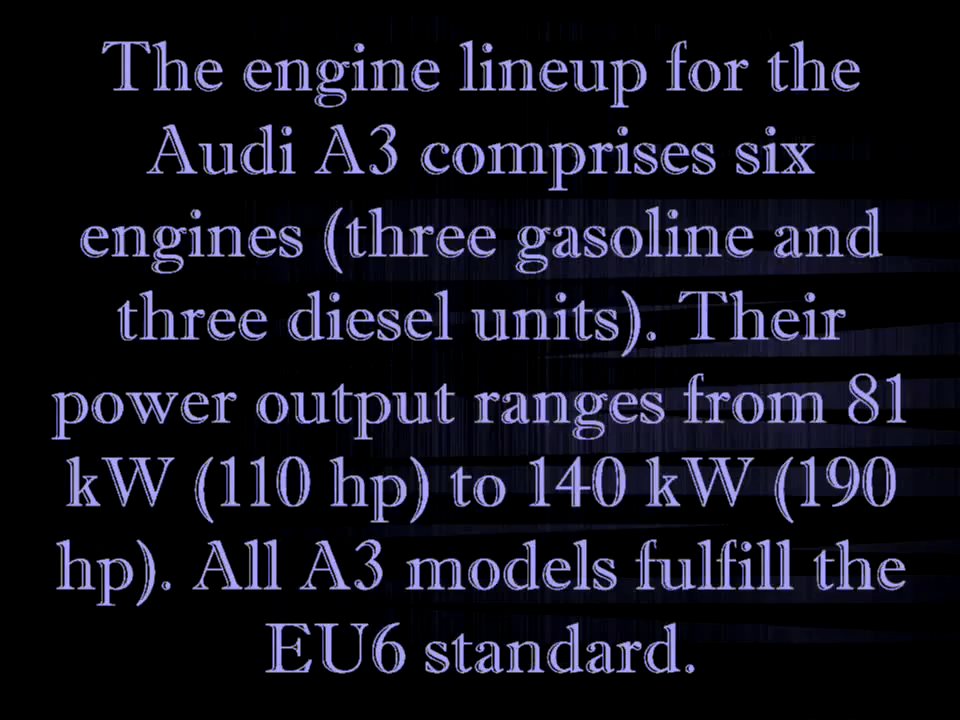 The engine lineup for the
Audi A3 comprises six
engines (three gasoline and
three diesel units). Their
power output ranges from 81
kW (110 hp) to 140 kW (190
hp). All A3 models fulfill the
EU6 standard.